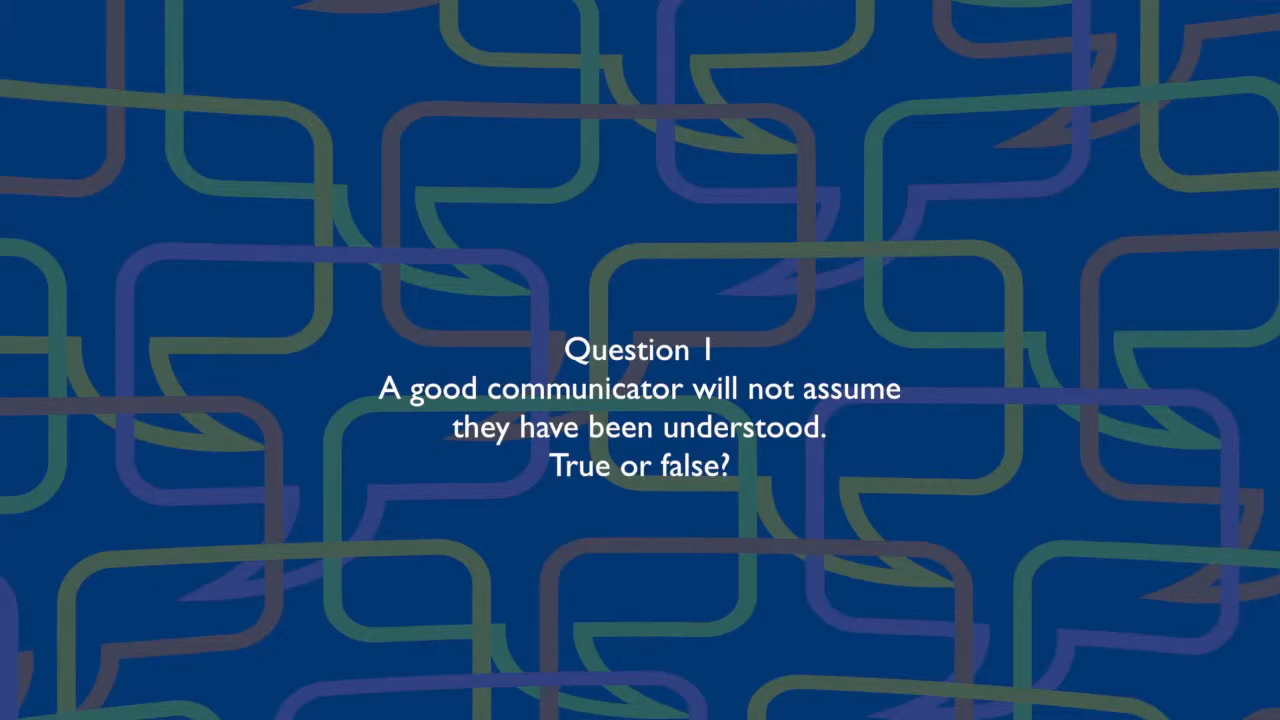 Question 1
A good communicator will not assume
they have been understood.
True or false?